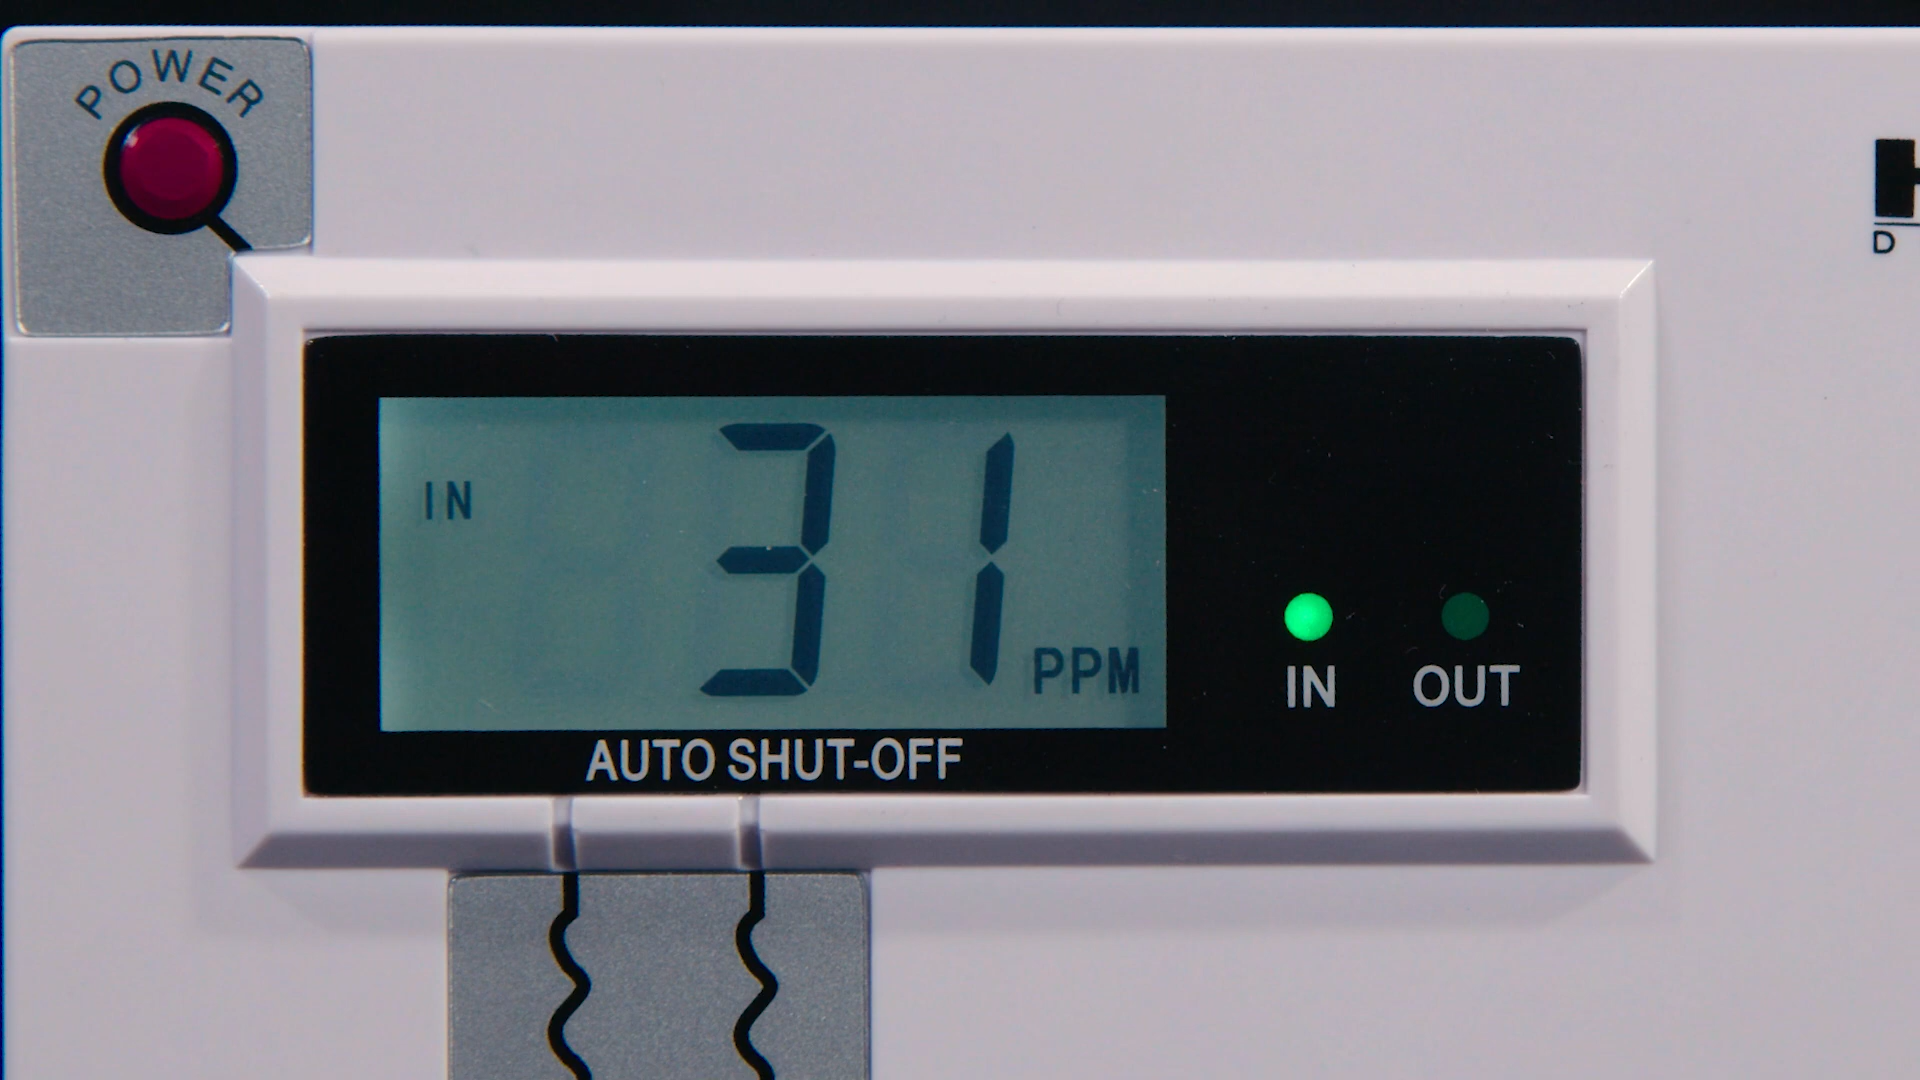 POWER
H
D
IN
31
PPM
IN OUT
AUTO SHUT-OFF